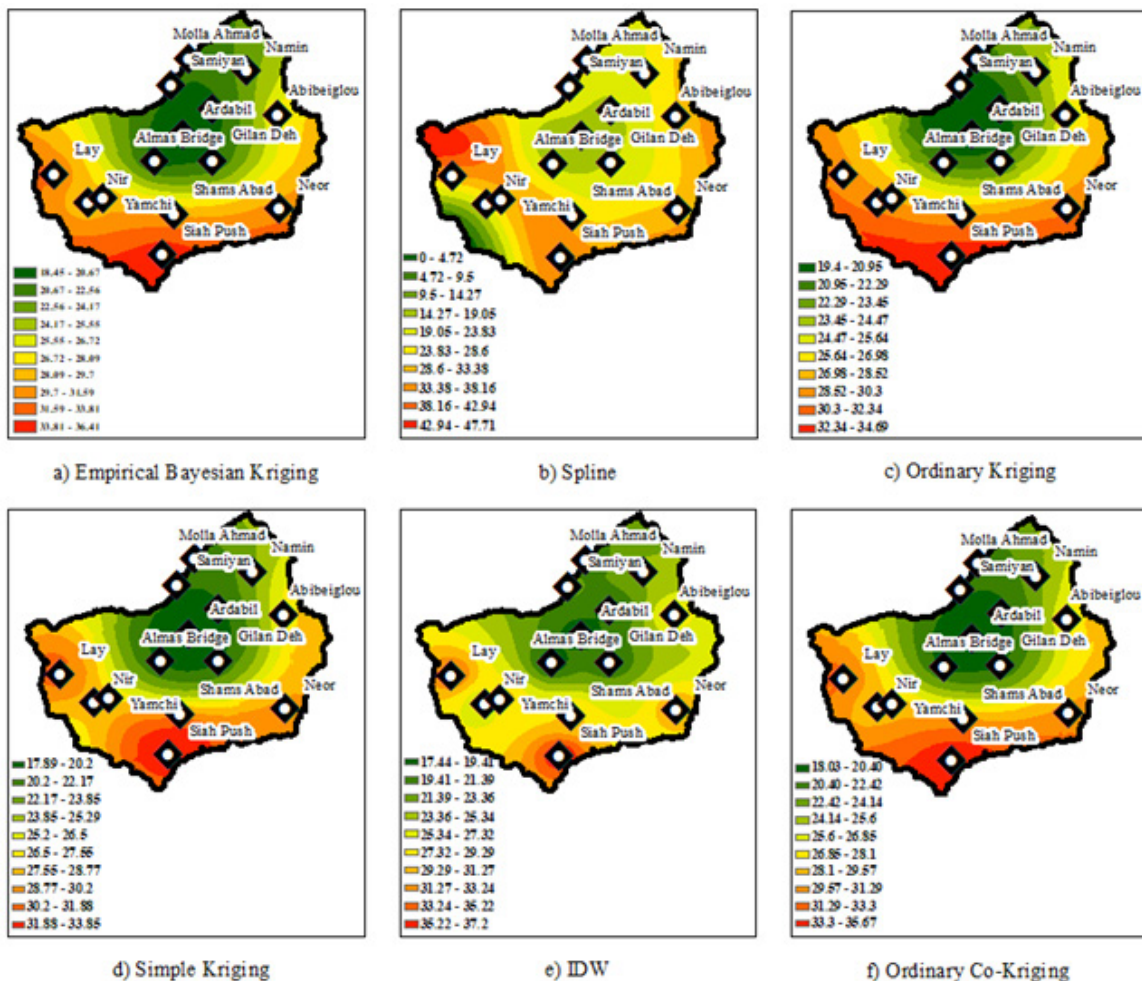 Molla Ahmad
Namin
Samiyan
Abibeiglou
Ardabil
Almas Bridge
Gilan Deh
Lay
Nir
Shams Abad
Neor
Yamchi
Siah Push
18.45 - 20.67
20.67 - 22.56
22.56 - 24.17
24.17 - 25.55
25.55 - 26.72
26.72 - 28.09
28.09 - 29.7
29.7 - 31.59
31.59 - 33.81
33.81 - 36.41
a) Empirical Bayesian Kriging
Molla Ahmad
Namin
Samiyan
Abibeiglou
Ardabil
Almas Bridge
Gilan Deh
Lay
Nir
Shams Abad
Neor
Yamchi
Siah Push
0 - 4.72
4.72 - 9.5
9.5 - 14.27
14.27 - 19.05
19.05 - 23.83
23.83 - 28.6
28.6 - 33.38
33.38 - 38.16
38.16 - 42.94
42.94 - 47.71
b) Spline
Molla Ahmad
Namin
Samiyan
Abibeiglou
Ardabil
Almas Bridge
Gilan Deh
Lay
Nir
Shams Abad
Neor
Yamchi
Siah Push
19.4 - 20.95
20.95 - 22.29
22.29 - 23.45
23.45 - 24.47
24.47 - 25.64
25.64 - 26.98
26.98 - 28.52
28.52 - 30.3
30.3 - 32.34
32.34 - 34.69
c) Ordinary Kriging
Molla Ahmad
Namin
Samiyan
Abibeiglou
Ardabil
Almas Bridge
Gilan Deh
Lay
Nir
Shams Abad
Neor
Yamchi
Siah Push
17.89 - 20.2
20.2 - 22.17
22.17 - 23.85
23.85 - 25.29
25.2 - 26.5
26.5 - 27.55
27.55 - 28.77
28.77 - 30.2
30.2 - 31.88
31.88 - 33.85
d) Simple Kriging
Molla Ahmad
Namin
Samiyan
Abibeiglou
Ardabil
Almas Bridge
Gilan Deh
Lay
Nir
Shams Abad
Neor
Yamchi
Siah Push
17.44 - 19.41
19.41 - 21.39
21.39 - 23.36
23.36 - 25.34
25.34 - 27.32
27.32 - 29.29
29.29 - 31.27
31.27 - 33.24
33.24 - 35.22
35.22 - 37.2
e) IDW
Molla Ahmad
Namin
Samiyan
Abibeiglou
Ardabil
Almas Bridge
Gilan Deh
Lay
Nir
Shams Abad
Neor
Yamchi
Siah Push
18.03 - 20.40
20.40 - 22.42
22.42 - 24.14
24.14 - 25.6
25.6 - 26.85
26.85 - 28.1
28.1 - 29.57
29.57 - 31.29
31.29 - 33.3
33.3 - 35.67
f) Ordinary Co-Kriging